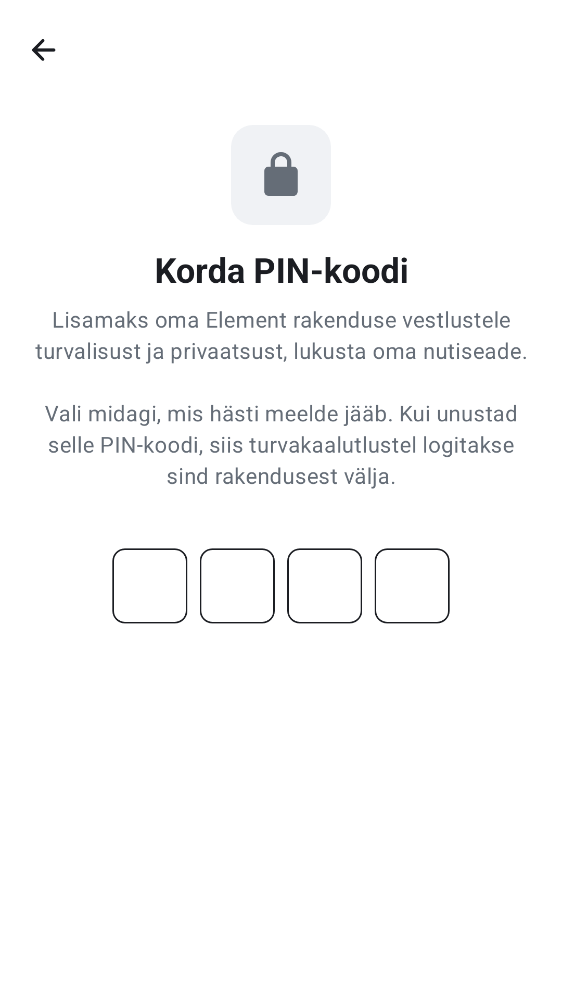 Korda PIN-koodi
Lisamaks oma Element rakenduse vestlustele
turvalisust ja privaatsust, lukusta oma nutiseade.
Vali midagi, mis hästi meelde jääb. Kui unustad
selle PIN-koodi, siis turvakaalutlustel logitakse
sind rakendusest välja.